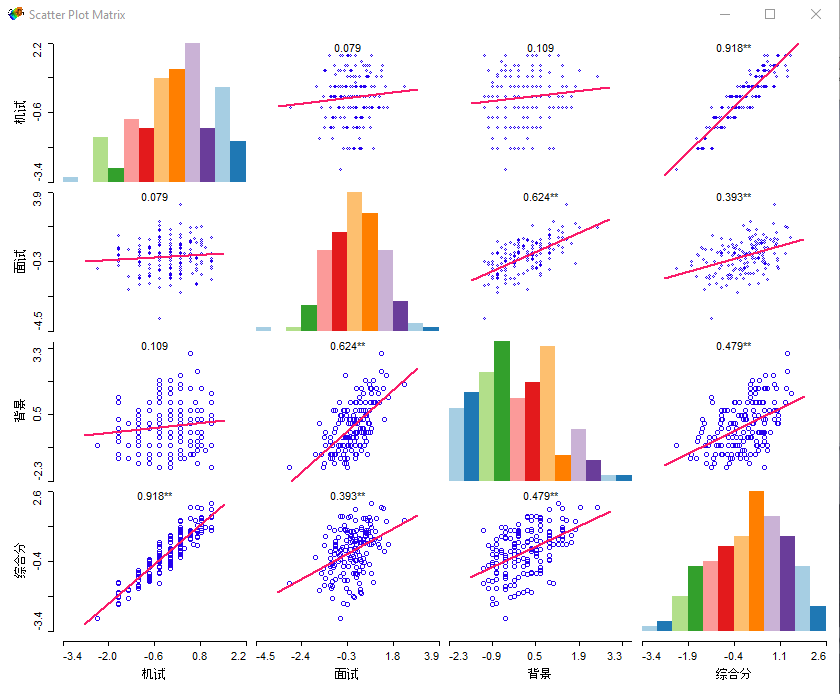 Scatter Plot Matrix
2.2 0.079 0.109 0.918**
机试
-0.6
-3.4
3.9 0.079 0.624** 0.393**
面试
-0.3
-4.5
3.3 0.109 0.624** 0.479**
背景
0.5
-2.3
2.6 0.918** 0.393** 0.479**
综合分
-0.4
-3.4
-3.4 -2.0 -0.6 0.8 2.2 -4.5 -2.4 -0.3 1.8 3.9 -2.3 -0.9 0.5 1.9 3.3 -3.4 -1.9 -0.4 1.1 2.6
机试 面试 背景 综合分